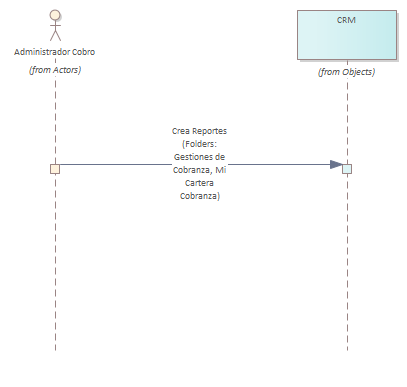 CRM
Administrador Cobro
(from Actors)
(from Objects)
Crea Reportes
(Folders:
Gestiones de
Cobranza, Mi
Cartera
Cobranza)